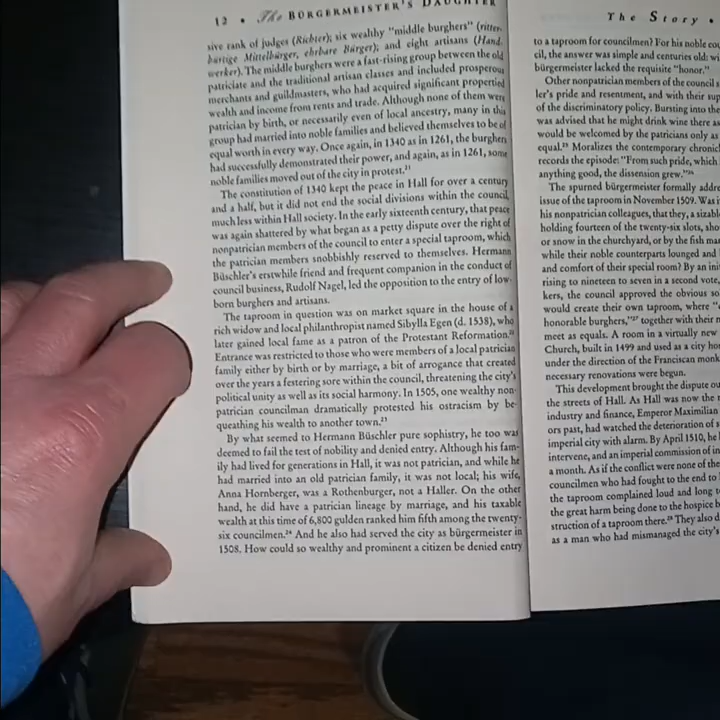 12 • The BÜRGERMEISTER'S DAUGHTER
sive rank of judges (Richter); six wealthy "middle burghers" (ritter-
bürtige Mittelbürger, ehrbare Bürger); and eight artisans (Hand-
werker). The middle burghers were a fast-rising group between the old
patriciate and the traditional artisan classes and included prosperous
merchants and guildmasters, who had acquired significant propertied
wealth and income from rents and trade. Although none of them were
patrician by birth, or necessarily even of local ancestry, many in this
group had married into noble families and believed themselves to be of
equal worth in every way. Once again, in 1340 as in 1261, the burghers
had successfully demonstrated their power, and again, as in 1261, some
noble families moved out of the city in protest.
The constitution of 1340 kept the peace in Hall for over a century
and a half, but it did not end the social divisions within the council,
much less within Hall society. In the early sixteenth century, that peace
was again shattered by what began as a petty dispute over the right of
nonpatrician members of the council to enter a special taproom, which
the patrician members snobbishly reserved to themselves. Hermann
Büschler's erstwhile friend and frequent companion in the conduct of
council business, Rudolf Nagel, led the opposition to the entry of low-
born burghers and artisans.
The taproom in question was on market square in the house of a
rich widow and local philanthropist named Sibylla Egen (d. 1538), who
later gained local fame as a patron of the Protestant Reformation.
Entrance was restricted to those who were members of a local patrician
family either by birth or by marriage, a bit of arrogance that created
over the years a festering sore within the council, threatening the city's
political unity as well as its social harmony. In 1505, one wealthy non-
patrician councilman dramatically protested his ostracism by be-
queathing his wealth to another town.²³
By what seemed to Hermann Büschler pure sophistry, he too was
deemed to fail the test of nobility and denied entry. Although his fam-
ily had lived for generations in Hall, it was not patrician, and while he
had married into an old patrician family, it was not local; his wife,
Anna Hornberger, was a Rothenburger, not a Haller. On the other
hand, he did have a patrician lineage by marriage, and his taxable
wealth at this time of 6,800 gulden ranked him fifth among the twenty-
six councilmen.²⁴ And he also had served the city as bürgermeister in
1508. How could so wealthy and prominent a citizen be denied entry
The Story •
to a taproom for councilmen? For his noble cou
cil, the answer was simple and centuries old: wi
bürgermeister lacked the requisite "honor."
Other nonpatrician members of the council s
ler's pride and resentment, and with their sup
of the discriminatory policy. Bursting into the
was advised that he might drink wine there as
would be welcomed by the patricians only as
equal.²⁵ Moralizes the contemporary chronic
records the episode: "From such pride, which
anything good, the dissension grew."²⁶
The spurned bürgermeister formally addre
issue of the taproom in November 1509. Was i
his nonpatrician colleagues, that they, a sizabl
holding fourteen of the twenty-six slots, sho
or snow in the churchyard, or by the fish mar
while their noble counterparts lounged and
and comfort of their special room? By an ini
rising to nineteen to seven in a second vote,
kers, the council approved the obvious so
would create their own taproom, where "
honorable burghers,"²⁷ together with their n
meet as equals. A room in a virtually new
Church, built in 1499 and used as a city ho
under the direction of the Franciscan monk
necessary renovations were begun.
This development brought the dispute ou
the streets of Hall. As Hall was now the
industry and finance, Emperor Maximilian
ors past, had watched the deterioration of s
imperial city with alarm. By April 1510, he
intervene, and an imperial commission of in
a month. As if the conflict were none of the
councilmen who had fought to the end to
the taproom complained loud and long
the great harm being done to the hospice b
struction of a taproom there.²⁸ They also d
as a man who had mismanaged the city's